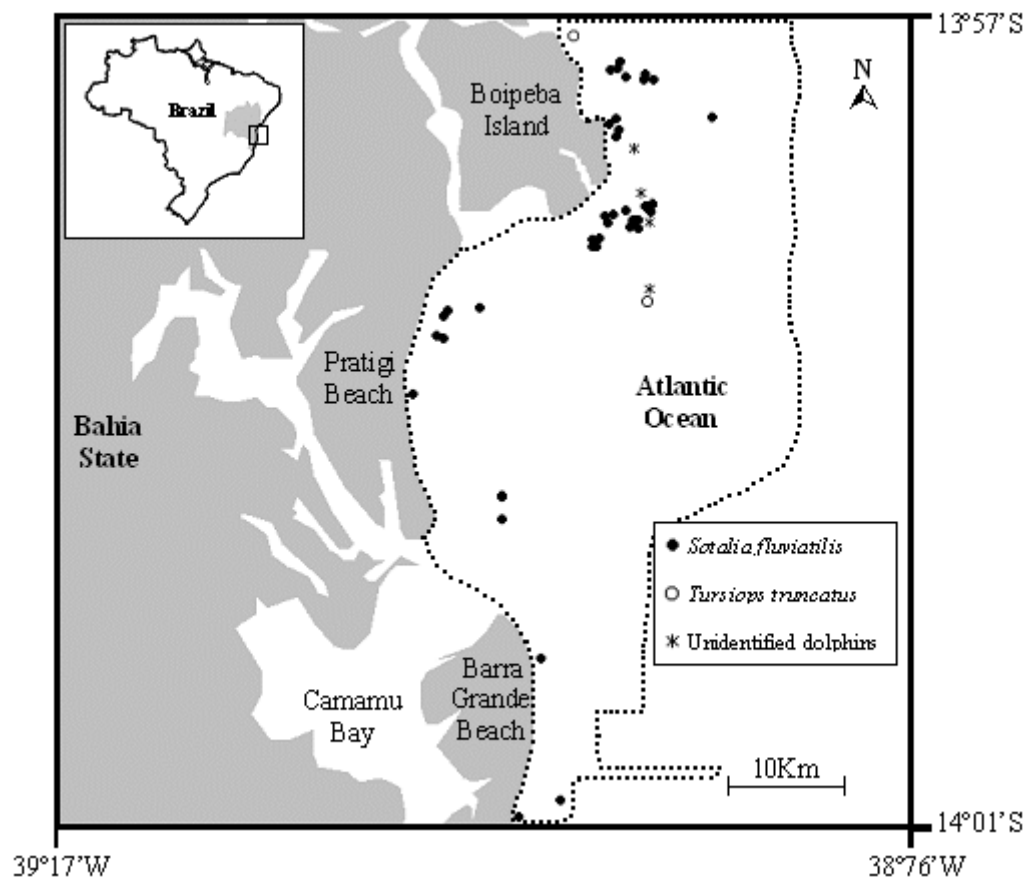 13°57'S
Brazil
N
Boipeba
Island
Pratigi
Beach
Atlantic
Ocean
Bahia
State
Sotalia fluviatilis
Tursiops truncatus
Unidentified dolphins
Camamu
Bay
Barra
Grande
Beach
10Km
14°01'S
39°17'W
38°76'W